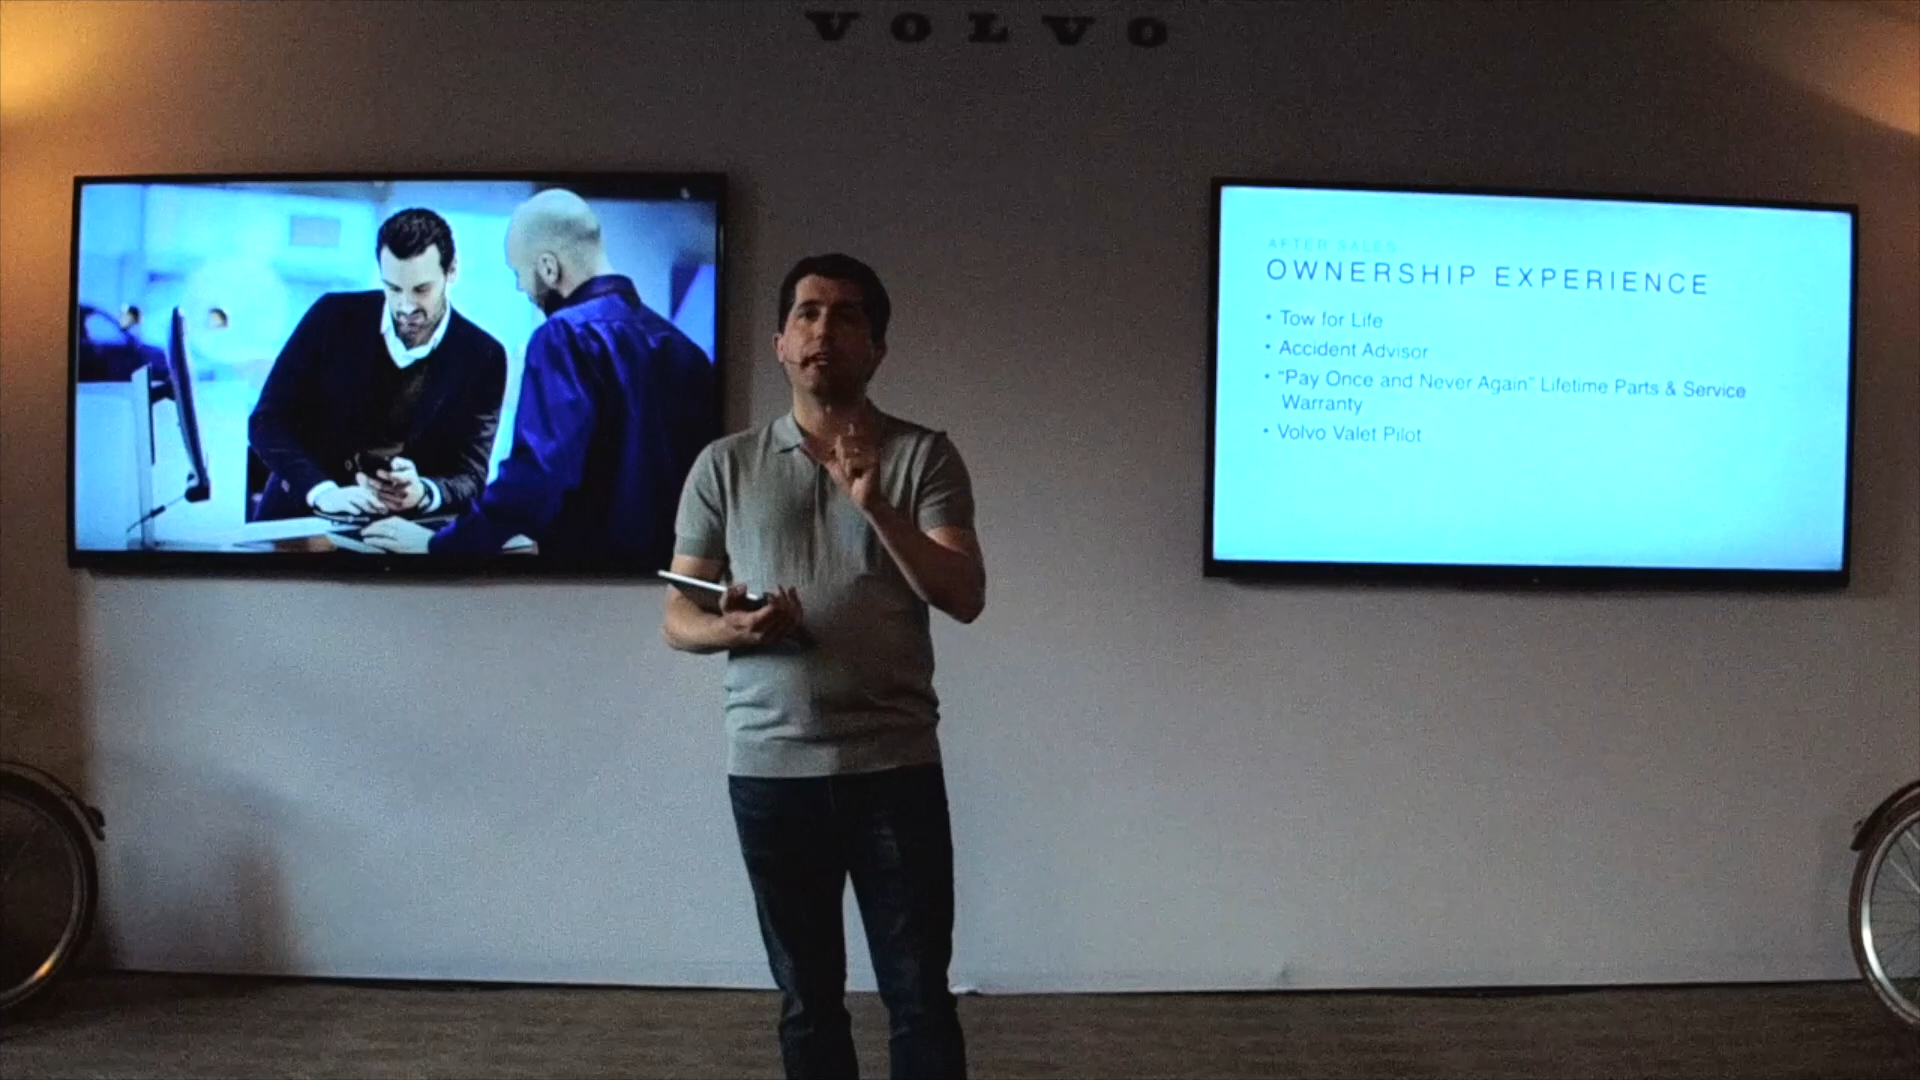 VOLVO
AFTER SALES
OWNERSHIP EXPERIENCE
• Tow for Life
• Accident Advisor
• "Pay Once and Never Again" Lifetime Parts & Service
Warranty
• Volvo Valet Pilot